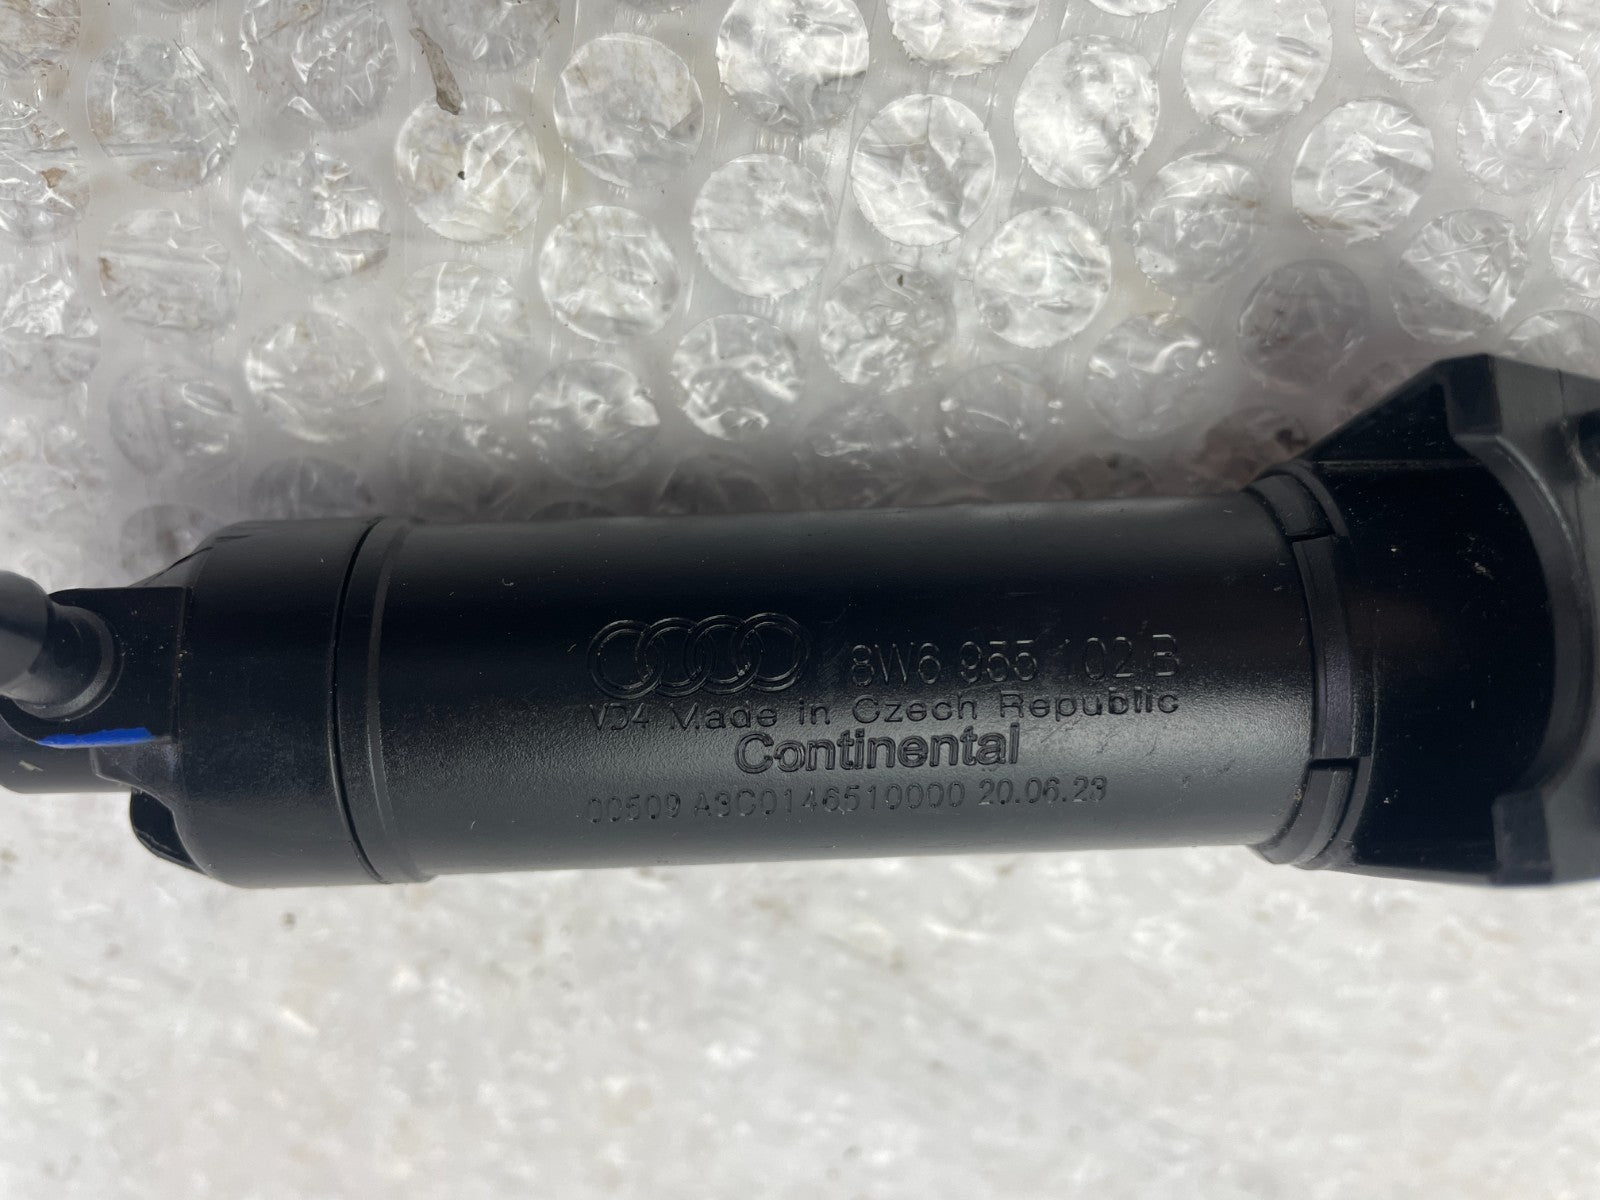 8W6 955 102 B
VD4 Made in Czech Republic
Continental
00509 A3C0146510000 20.06.23